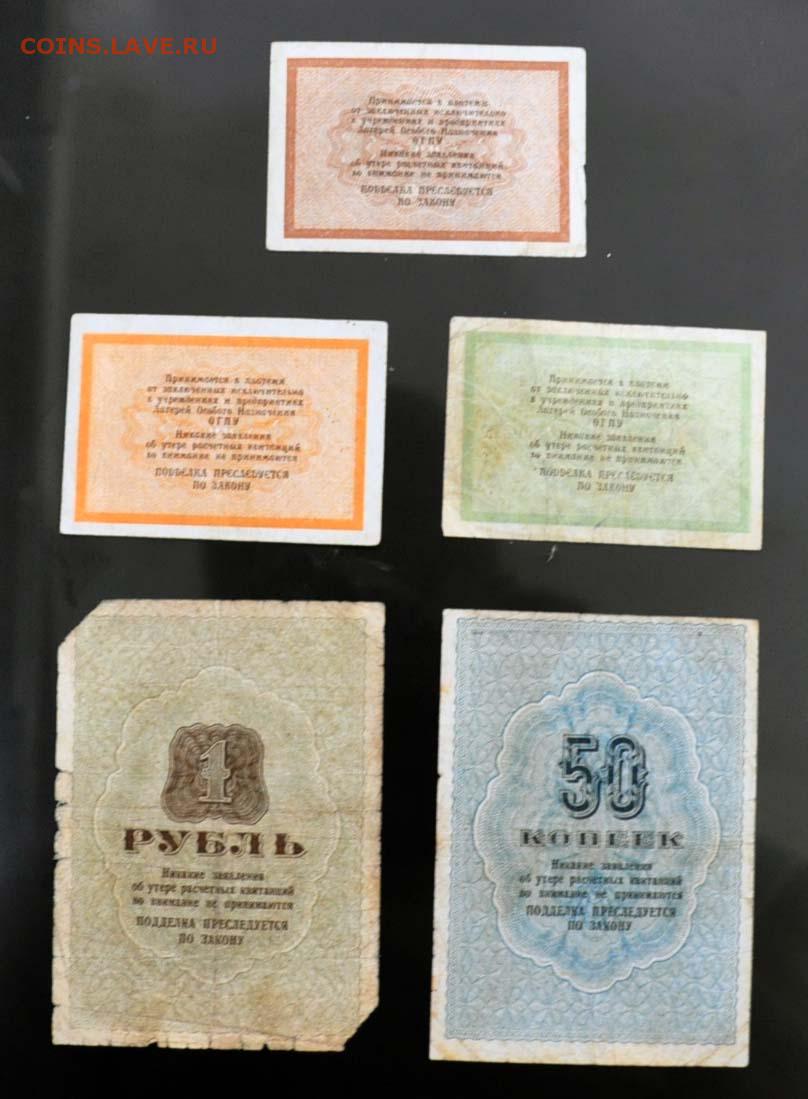 COINS.LAVE.RU
Принимается в платежи
от заключенных исключительно
в учреждениях и предприятиях
Лагерей Особого Назначения
ОГПУ
Никакие заявления
об утере расчетных квитанций
во внимание не принимаются
ПОДДЕЛКА ПРЕСЛЕДУЕТСЯ
ПО ЗАКОНУ
Принимается в платежи
от заключенных исключительно
в учреждениях и предприятиях
Лагерей Особого Назначения
ОГПУ
Никакие заявления
об утере расчетных квитанций
во внимание не принимаются
ПОДДЕЛКА ПРЕСЛЕДУЕТСЯ
ПО ЗАКОНУ
Принимается в платежи
от заключенных исключительно
в учреждениях и предприятиях
Лагерей Особого Назначения
ОГПУ
Никакие заявления
об утере расчетных квитанций
во внимание не принимаются
ПОДДЕЛКА ПРЕСЛЕДУЕТСЯ
ПО ЗАКОНУ
1
РУБЛЬ
Никакие заявления
об утере расчетных квитанций
во внимание не принимаются
ПОДДЕЛКА ПРЕСЛЕДУЕТСЯ
ПО ЗАКОНУ
50
КОПЕЕК
Никакие заявления
об утере расчетных квитанций
во внимание не принимаются
ПОДДЕЛКА ПРЕСЛЕДУЕТСЯ
ПО ЗАКОНУ